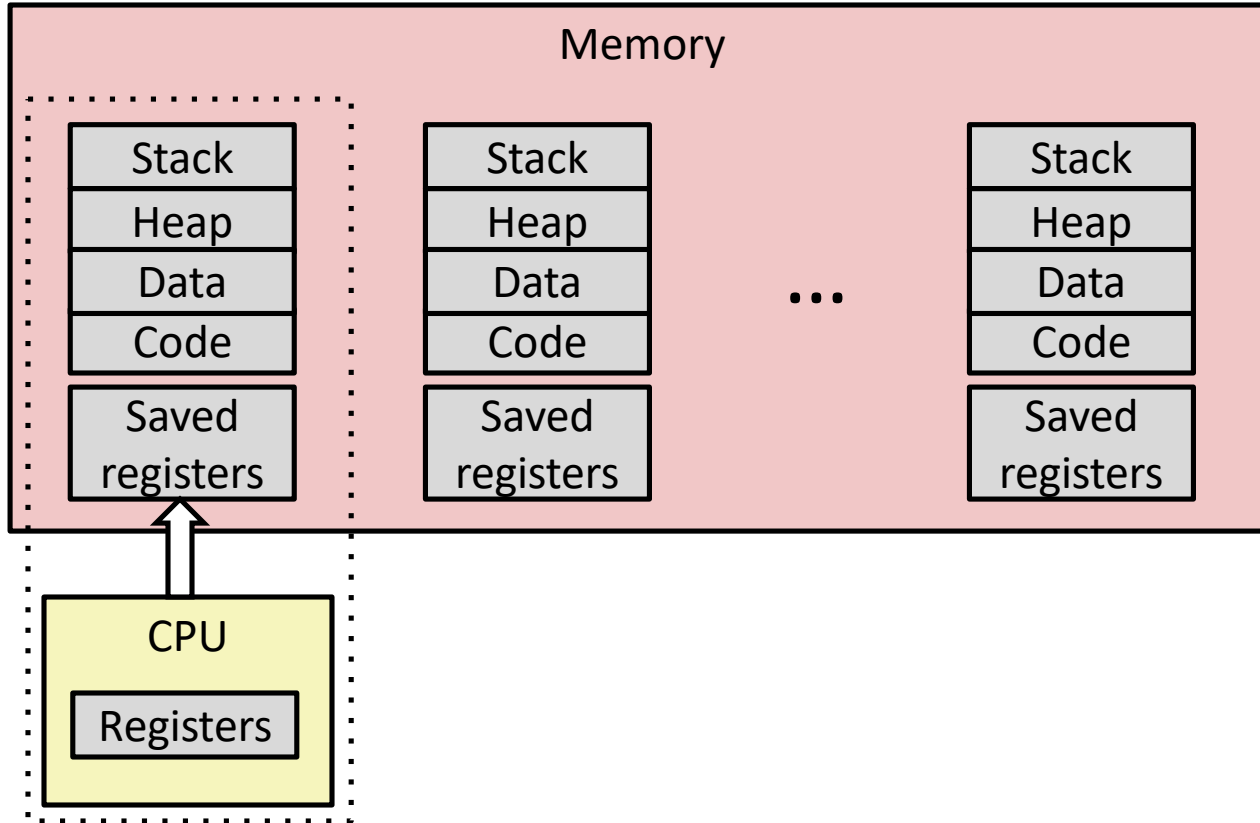 Memory
Stack
Heap
Data
Code
Saved
registers
Stack
Heap
Data
Code
Saved
registers
...
Stack
Heap
Data
Code
Saved
registers
CPU
Registers